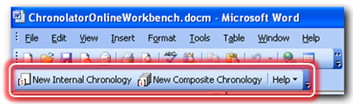 ChronolatorOnlineWorkbench.docm - Microsoft Word
File Edit View Insert Format Tools Table Window Help
New Internal Chronology New Composite Chronology Help